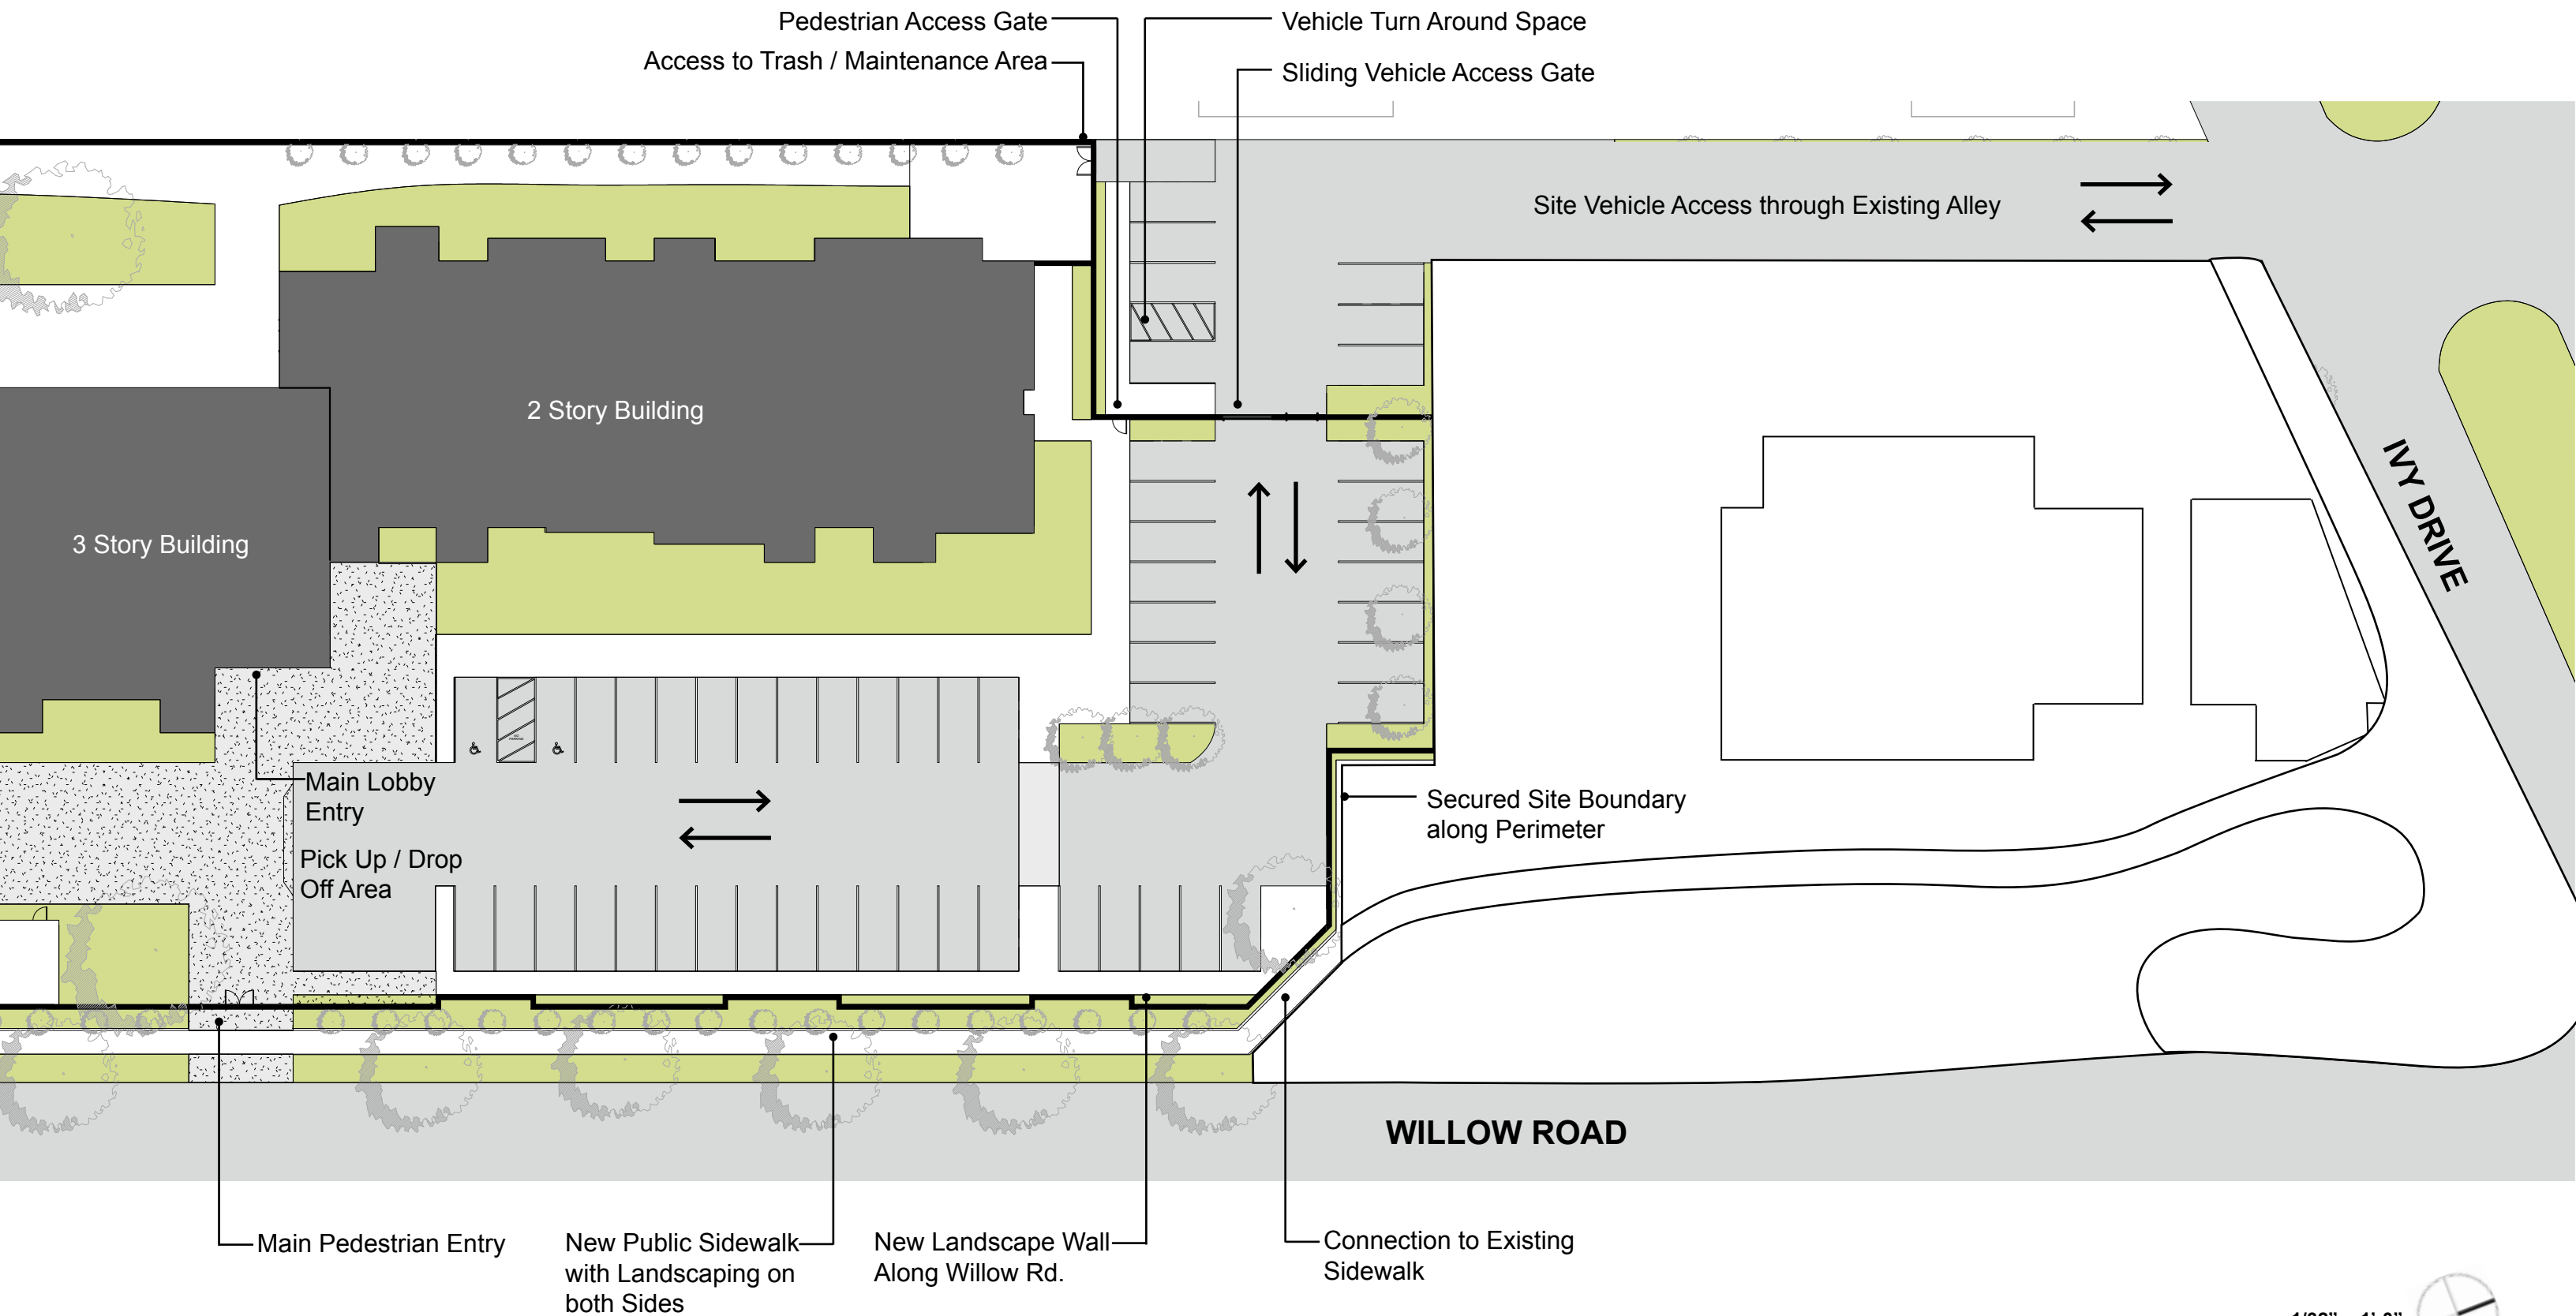 Pedestrian Access Gate
Vehicle Turn Around Space
Access to Trash / Maintenance Area
Sliding Vehicle Access Gate
Site Vehicle Access through Existing Alley
2 Story Building
3 Story Building
IVY DRIVE
Main Lobby
Entry
Pick Up / Drop
Off Area
Secured Site Boundary
along Perimeter
WILLOW ROAD
Main Pedestrian Entry
New Public Sidewalk
with Landscaping on
both Sides
New Landscape Wall
Along Willow Rd.
Connection to Existing
Sidewalk